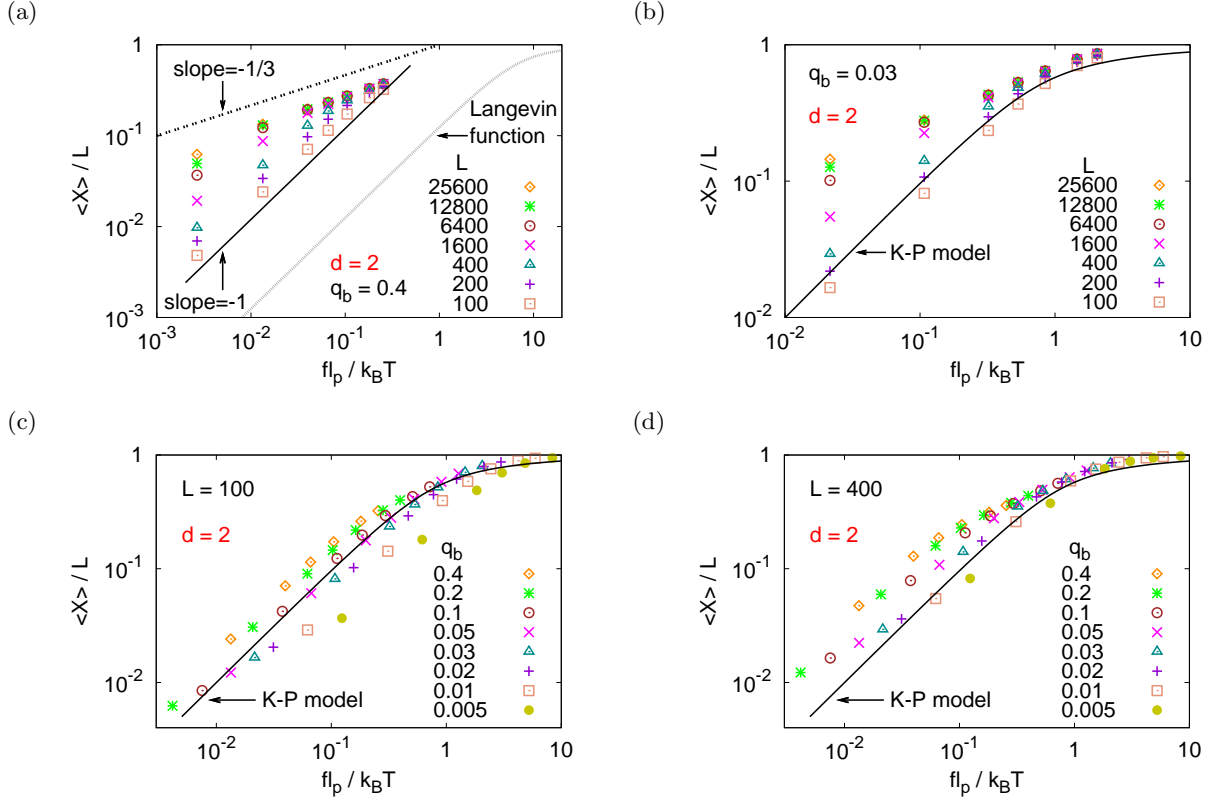 (a)
1
10⁻¹
10⁻²
10⁻³
10⁻³
10⁻²
10⁻¹
1
10
<X> / L
fl_p / k_BT
slope=-1/3
Langevin
function
slope=-1
d = 2
q_b = 0.4
L
25600
12800
6400
1600
400
200
100
(b)
1
10⁻¹
10⁻²
10⁻²
10⁻¹
1
10
<X> / L
fl_p / k_BT
q_b = 0.03
d = 2
K-P model
L
25600
12800
6400
1600
400
200
100
(c)
1
10⁻¹
10⁻²
10⁻²
10⁻¹
1
10
<X> / L
fl_p / k_BT
L = 100
d = 2
K-P model
q_b
0.4
0.2
0.1
0.05
0.03
0.02
0.01
0.005
(d)
1
10⁻¹
10⁻²
10⁻²
10⁻¹
1
10
<X> / L
fl_p / k_BT
L = 400
d = 2
K-P model
q_b
0.4
0.2
0.1
0.05
0.03
0.02
0.01
0.005